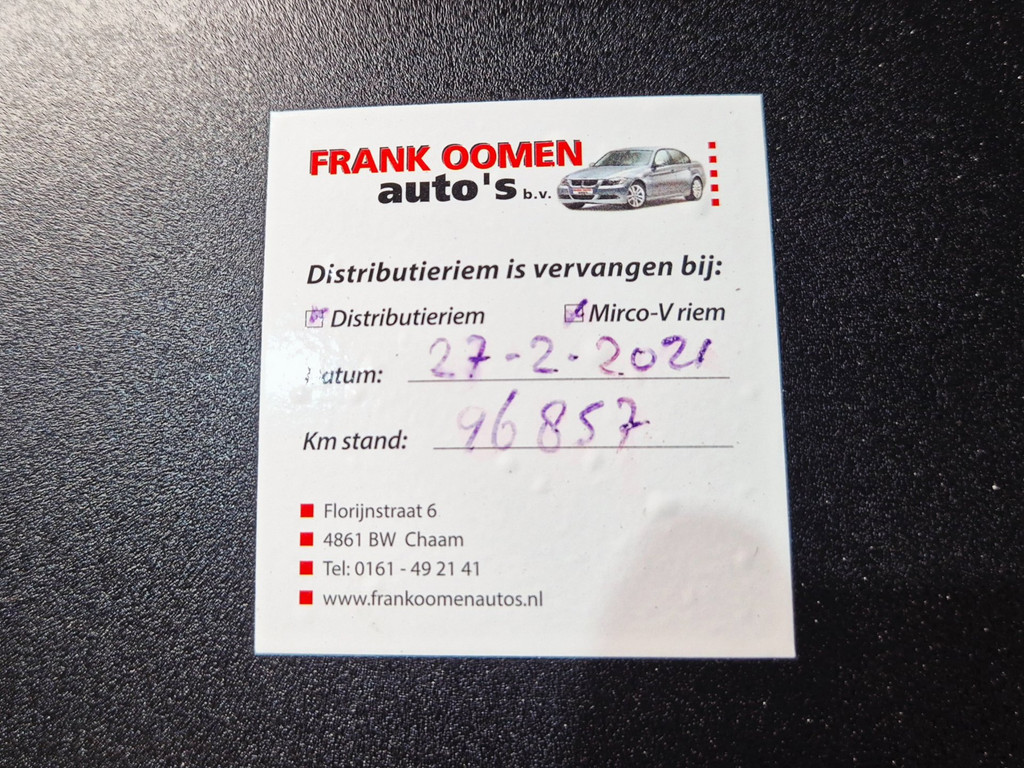 FRANK OOMEN
auto's b.v.
Distributieriem is vervangen bij:
Distributieriem Mirco-V riem
Datum: 27-2-2021
Km stand: 96857
Florijnstraat 6
4861 BW Chaam
Tel: 0161 - 49 21 41
www.frankoomenautos.nl